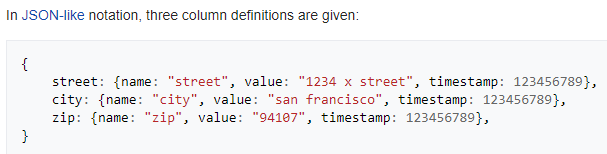 In JSON-like notation, three column definitions are given:
{
    street: {name: "street", value: "1234 x street", timestamp: 123456789},
    city: {name: "city", value: "san francisco", timestamp: 123456789},
    zip: {name: "zip", value: "94107", timestamp: 123456789},
}